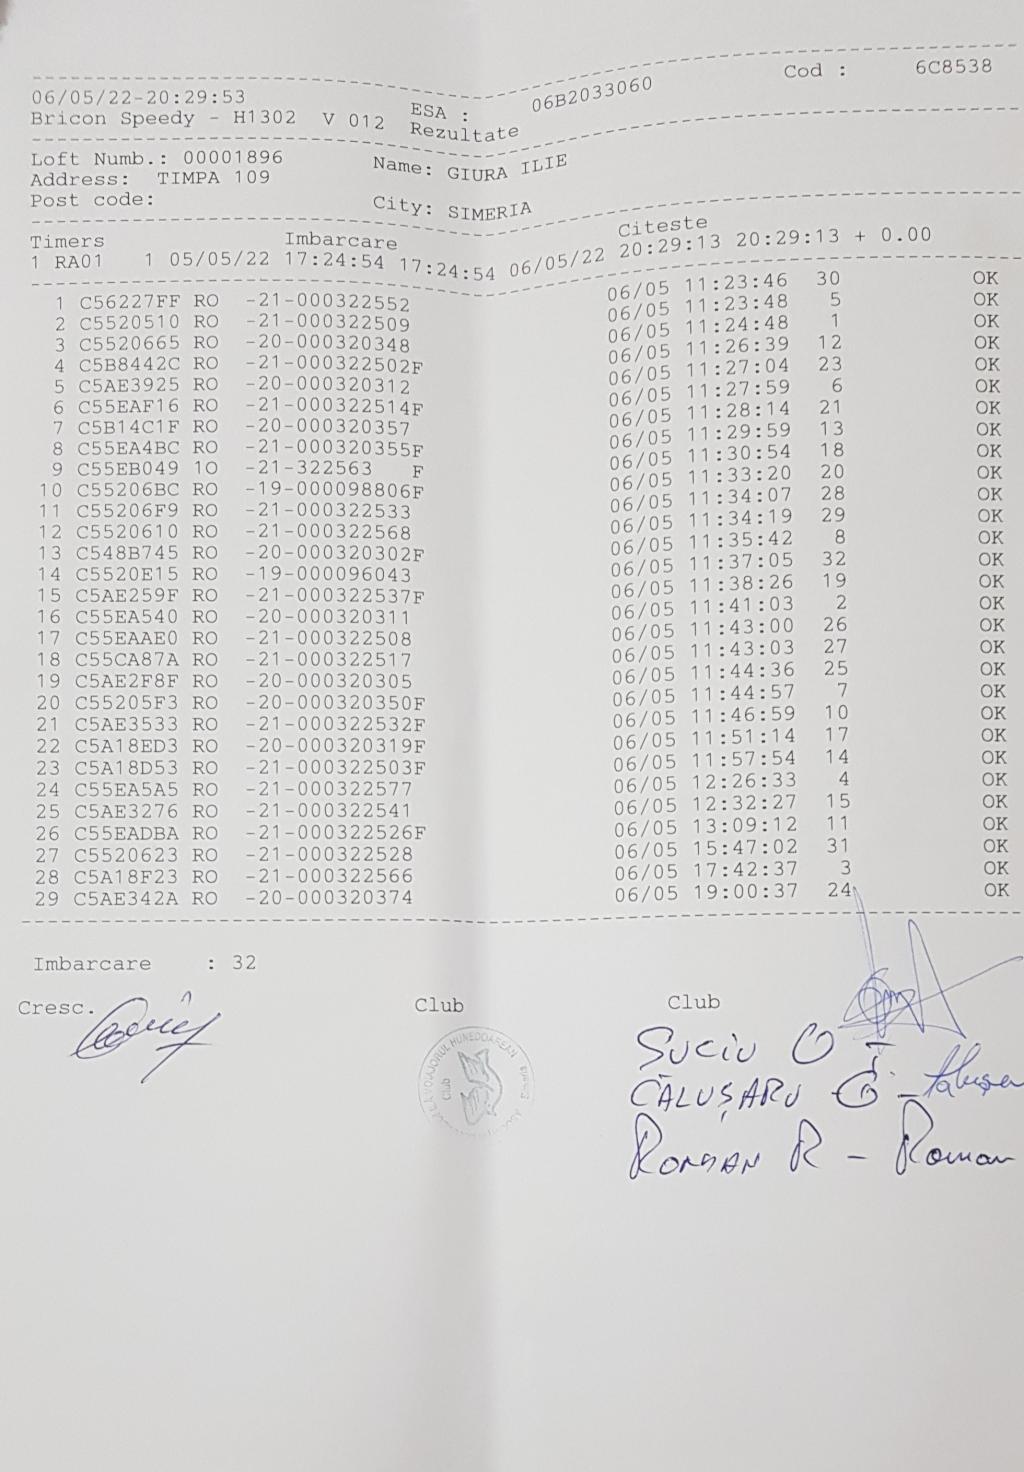 06/05/22-20:29:53 ESA : 06B2033060 Cod : 6C8538
Bricon Speedy - H1302 V 012 Rezultate
Loft Numb.: 00001896 Name: GIURA ILIE
Address: TIMPA 109
Post code: City: SIMERIA
Timers Imbarcare Citeste
1 RA01 1 05/05/22 17:24:54 17:24:54 06/05/22 20:29:13 20:29:13 + 0.00
1 C56227FF RO -21-000322552 06/05 11:23:46 30 OK
2 C5520510 RO -21-000322509 06/05 11:23:48 5 OK
3 C5520665 RO -20-000320348 06/05 11:24:48 1 OK
4 C5B8442C RO -21-000322502F 06/05 11:26:39 12 OK
5 C5AE3925 RO -20-000320312 06/05 11:27:04 23 OK
6 C55EAF16 RO -21-000322514F 06/05 11:27:59 6 OK
7 C5B14C1F RO -20-000320357 06/05 11:28:14 21 OK
8 C55EA4BC RO -21-000320355F 06/05 11:29:59 13 OK
9 C55EB049 1O -21-322563 F 06/05 11:30:54 18 OK
10 C55206BC RO -19-000098806F 06/05 11:33:20 20 OK
11 C55206F9 RO -21-000322533 06/05 11:34:07 28 OK
12 C5520610 RO -21-000322568 06/05 11:34:19 29 OK
13 C548B745 RO -20-000320302F 06/05 11:35:42 8 OK
14 C5520E15 RO -19-000096043 06/05 11:37:05 32 OK
15 C5AE259F RO -21-000322537F 06/05 11:38:26 19 OK
16 C55EA540 RO -20-000320311 06/05 11:41:03 2 OK
17 C55EAAE0 RO -21-000322508 06/05 11:43:00 26 OK
18 C55CA87A RO -21-000322517 06/05 11:43:03 27 OK
19 C5AE2F8F RO -20-000320305 06/05 11:44:36 25 OK
20 C55205F3 RO -20-000320350F 06/05 11:44:57 7 OK
21 C5AE3533 RO -21-000322532F 06/05 11:46:59 10 OK
22 C5A18ED3 RO -20-000320319F 06/05 11:51:14 17 OK
23 C5A18D53 RO -21-000322503F 06/05 11:57:54 14 OK
24 C55EA5A5 RO -21-000322577 06/05 12:26:33 4 OK
25 C5AE3276 RO -21-000322541 06/05 12:32:27 15 OK
26 C55EADBA RO -21-000322526F 06/05 13:09:12 11 OK
27 C5520623 RO -21-000322528 06/05 15:47:02 31 OK
28 C5A18F23 RO -21-000322566 06/05 17:42:37 3 OK
29 C5AE342A RO -20-000320374 06/05 19:00:37 24 OK
Imbarcare : 32
Cresc. Club Club
SUCIU O -
CĂLUȘARU G -
ROMAN R - Roman
HUNEDOREAN
Club